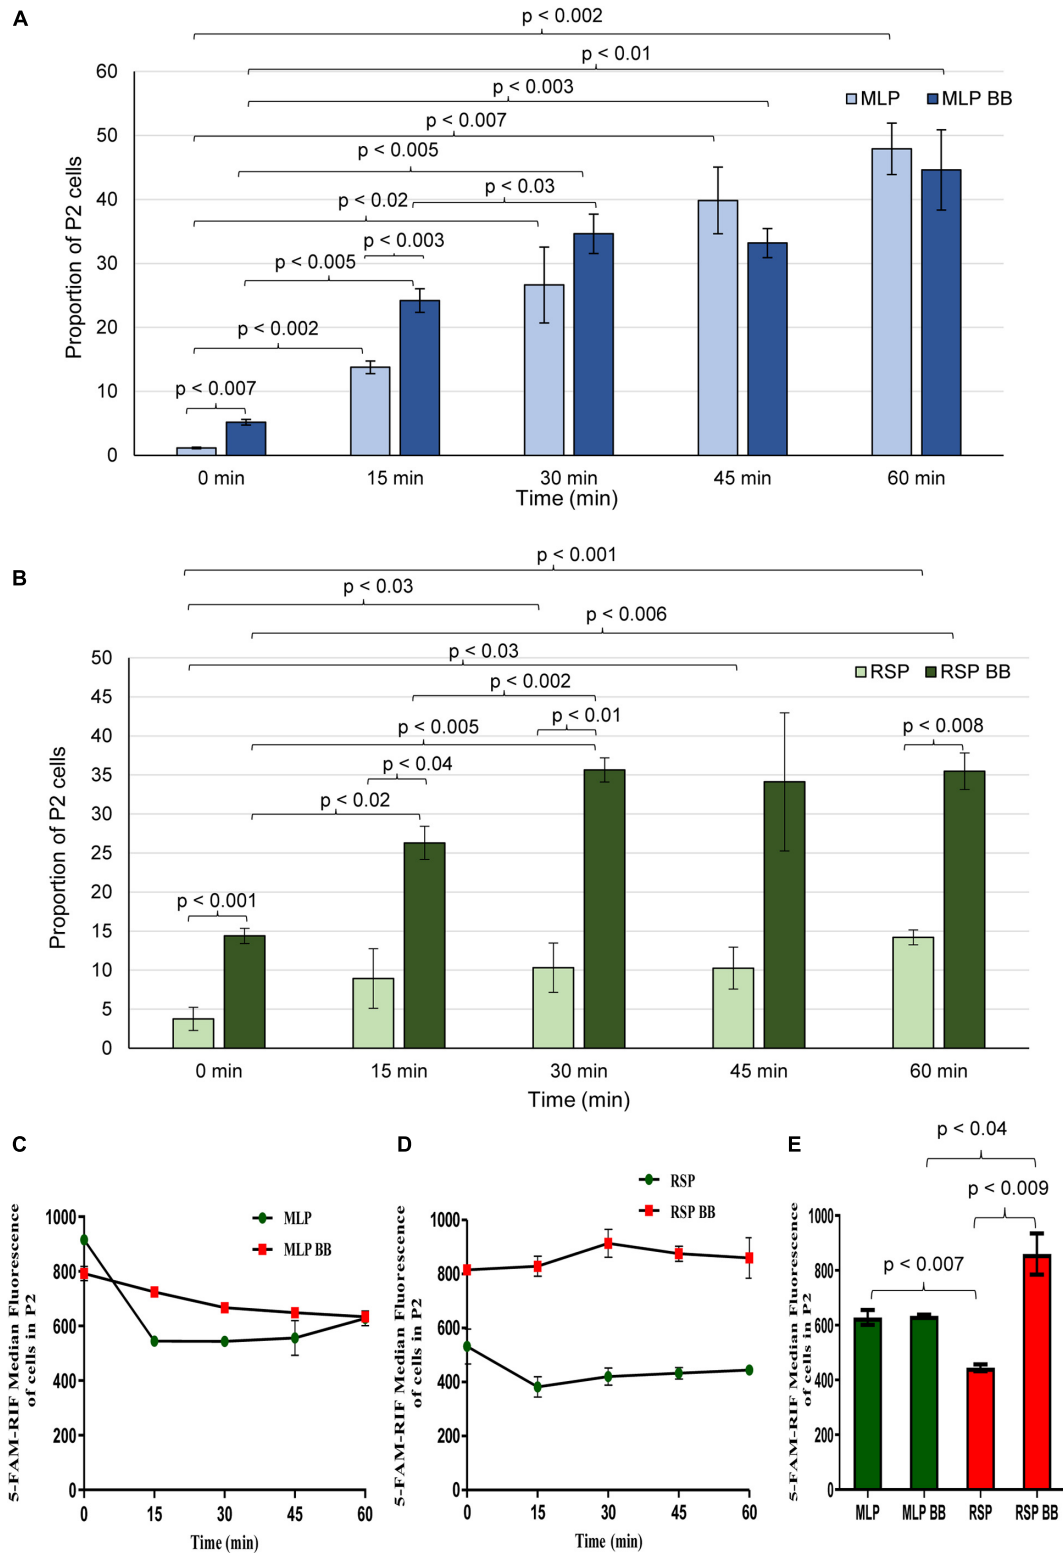 A
p < 0.002
p < 0.01
p < 0.003
p < 0.007
p < 0.005
p < 0.03
p < 0.02
p < 0.003
p < 0.005
p < 0.002
p < 0.007
MLP MLP BB
Proportion of P2 cells
60
50
40
30
20
10
0
0 min 15 min 30 min 45 min 60 min
Time (min)
B
p < 0.001
p < 0.03
p < 0.006
p < 0.03
p < 0.002
p < 0.01
p < 0.005
p < 0.008
p < 0.04
p < 0.02
p < 0.001
RSP RSP BB
Proportion of P2 cells
50
45
40
35
30
25
20
15
10
5
0
0 min 15 min 30 min 45 min 60 min
Time (min)
C
MLP
MLP BB
5-FAM-RIF Median Fluorescence
of cells in P2
1000
800
600
400
200
0
0 15 30 45 60
Time (min)
D
RSP
RSP BB
5-FAM-RIF Median Fluorescence
of cells in P2
1000
800
600
400
200
0
0 15 30 45 60
Time (min)
E
p < 0.04
p < 0.009
p < 0.007
5-FAM-RIF Median Fluorescence
of cells in P2
1000
800
600
400
200
0
MLP MLP BB RSP RSP BB